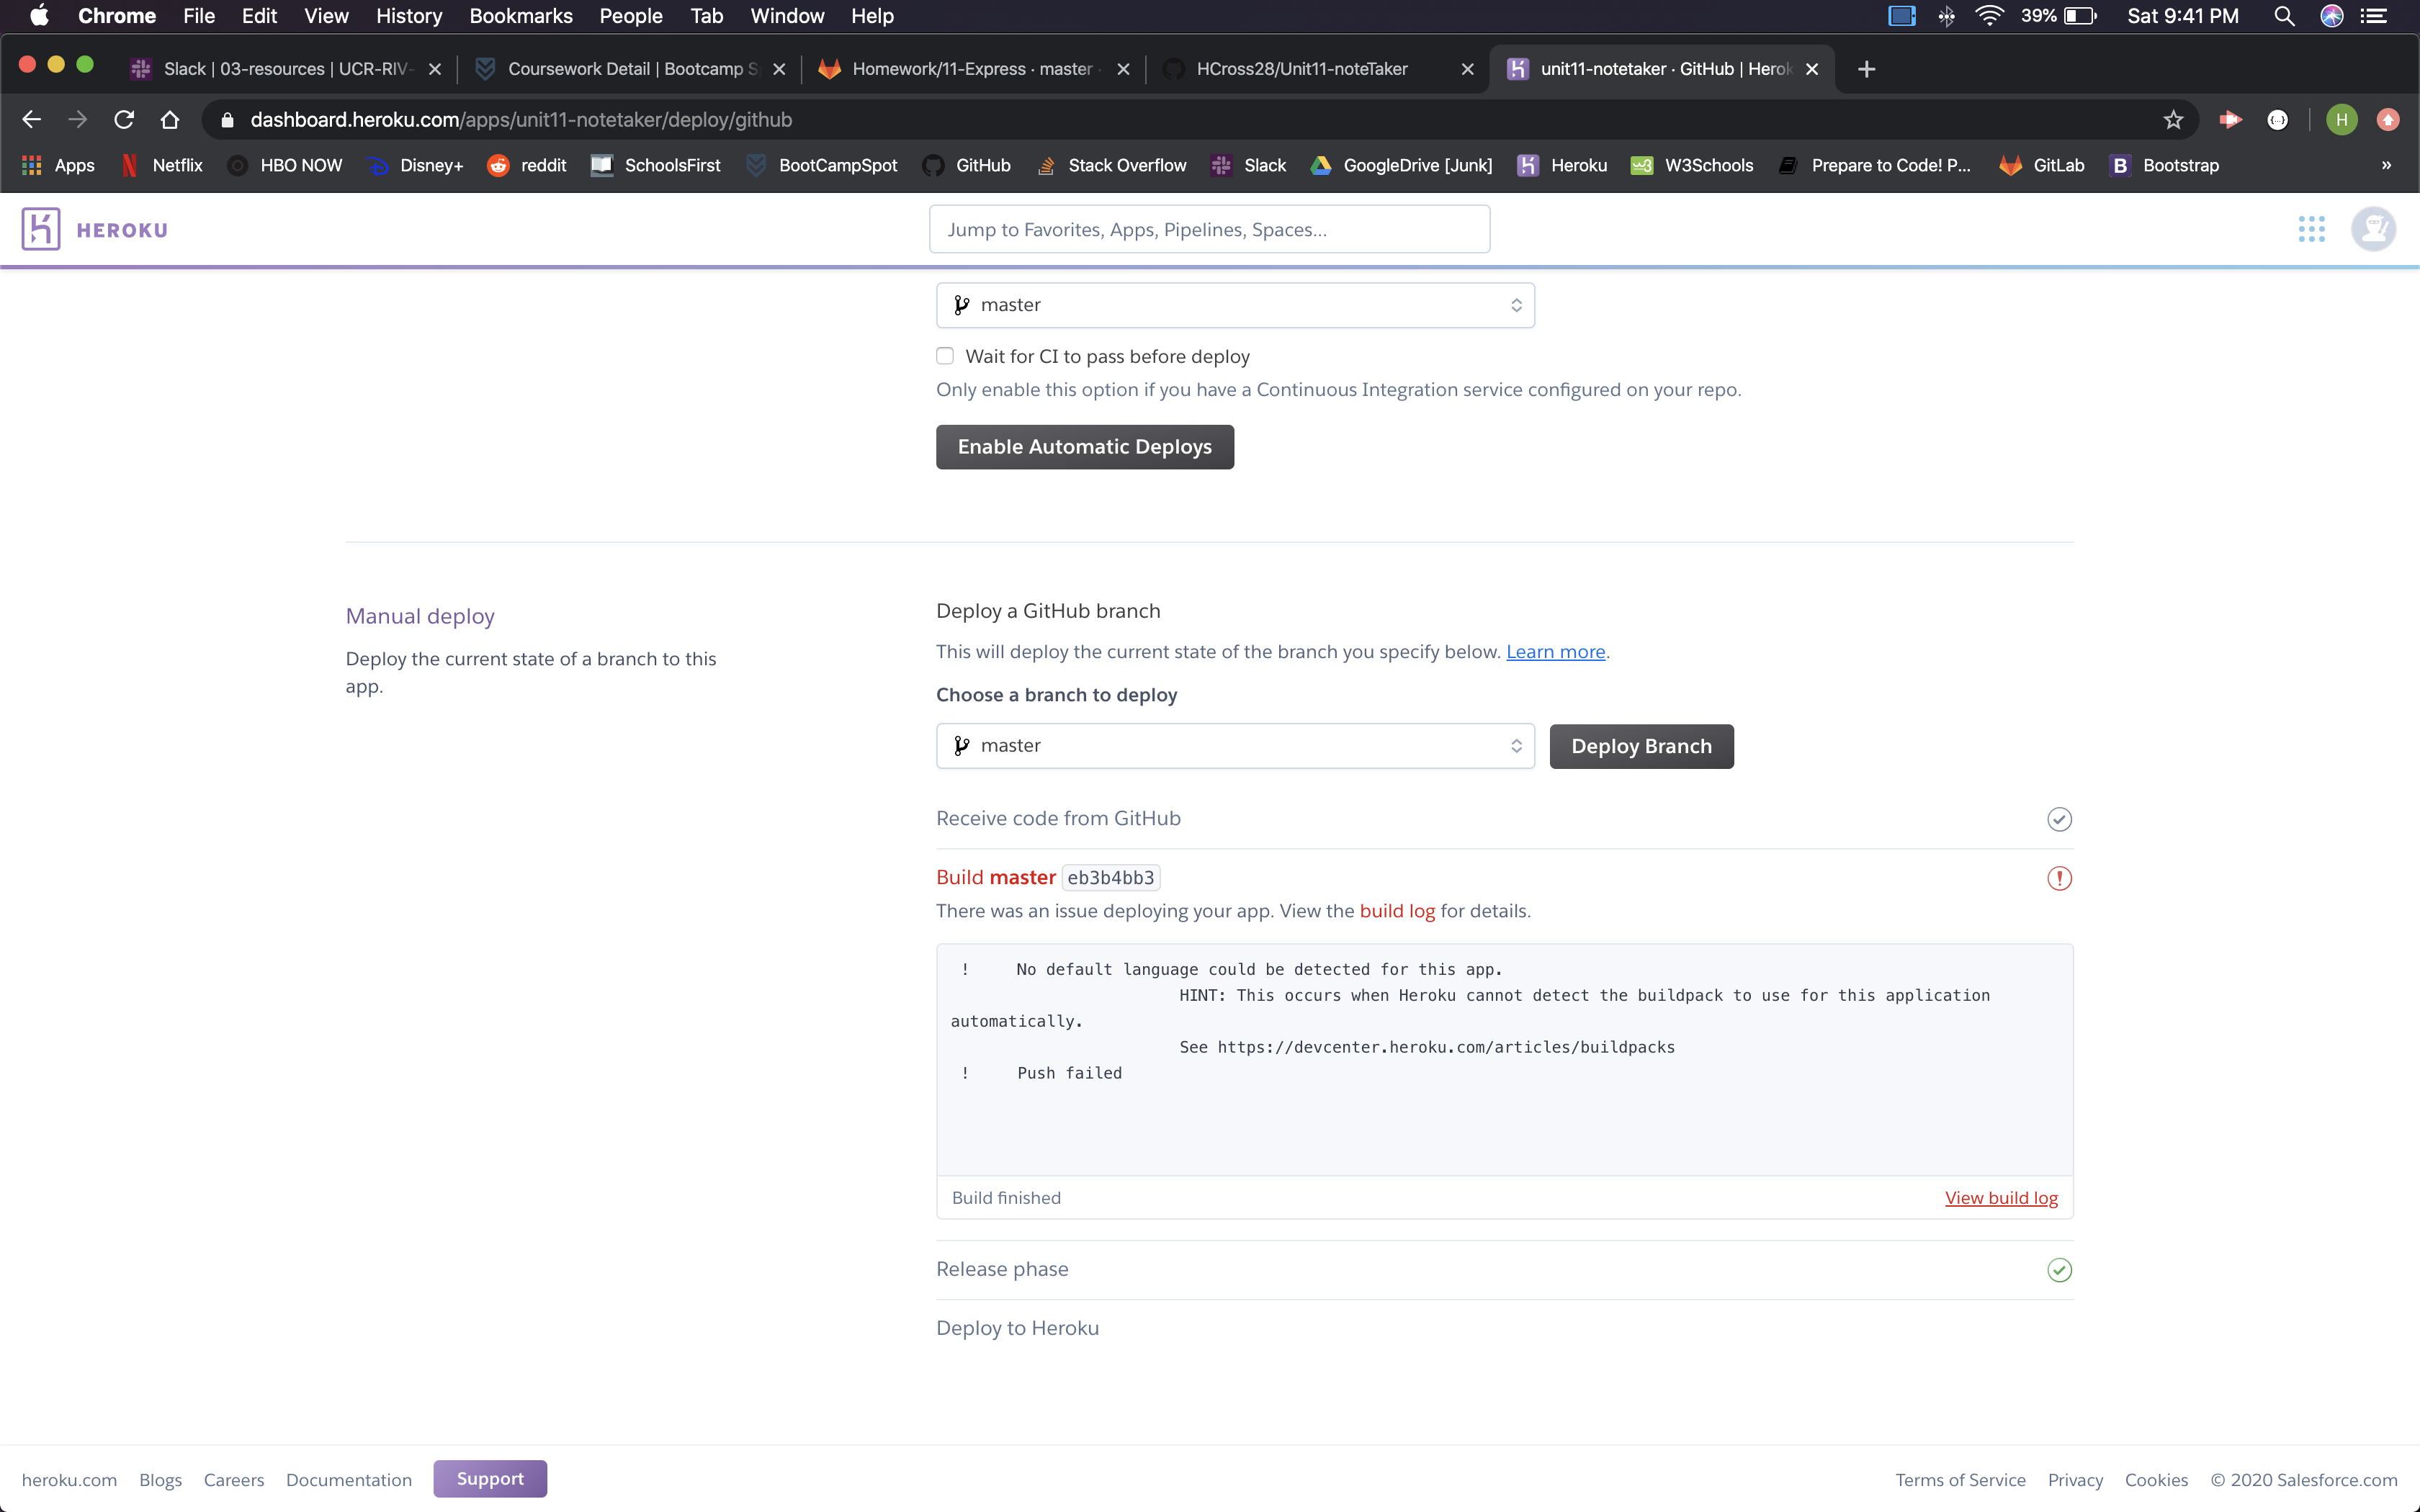 Chrome File Edit View History Bookmarks People Tab Window Help 39% Sat 9:41 PM
Slack | 03-resources | UCR-RIV- Coursework Detail | Bootcamp S Homework/11-Express · master · HCross28/Unit11-noteTaker unit11-notetaker · GitHub | Herok
dashboard.heroku.com/apps/unit11-notetaker/deploy/github H
Apps Netflix HBO NOW Disney+ reddit SchoolsFirst BootCampSpot GitHub Stack Overflow Slack GoogleDrive [Junk] Heroku W3Schools Prepare to Code! P... GitLab B Bootstrap »
HEROKU Jump to Favorites, Apps, Pipelines, Spaces...
master
Wait for CI to pass before deploy
Only enable this option if you have a Continuous Integration service configured on your repo.
Enable Automatic Deploys
Manual deploy
Deploy the current state of a branch to this
app.
Deploy a GitHub branch
This will deploy the current state of the branch you specify below. Learn more.
Choose a branch to deploy
master Deploy Branch
Receive code from GitHub
Build master eb3b4bb3
There was an issue deploying your app. View the build log for details.
! No default language could be detected for this app.
HINT: This occurs when Heroku cannot detect the buildpack to use for this application
automatically.
See https://devcenter.heroku.com/articles/buildpacks
! Push failed
Build finished View build log
Release phase
Deploy to Heroku
heroku.com Blogs Careers Documentation Support Terms of Service Privacy Cookies © 2020 Salesforce.com